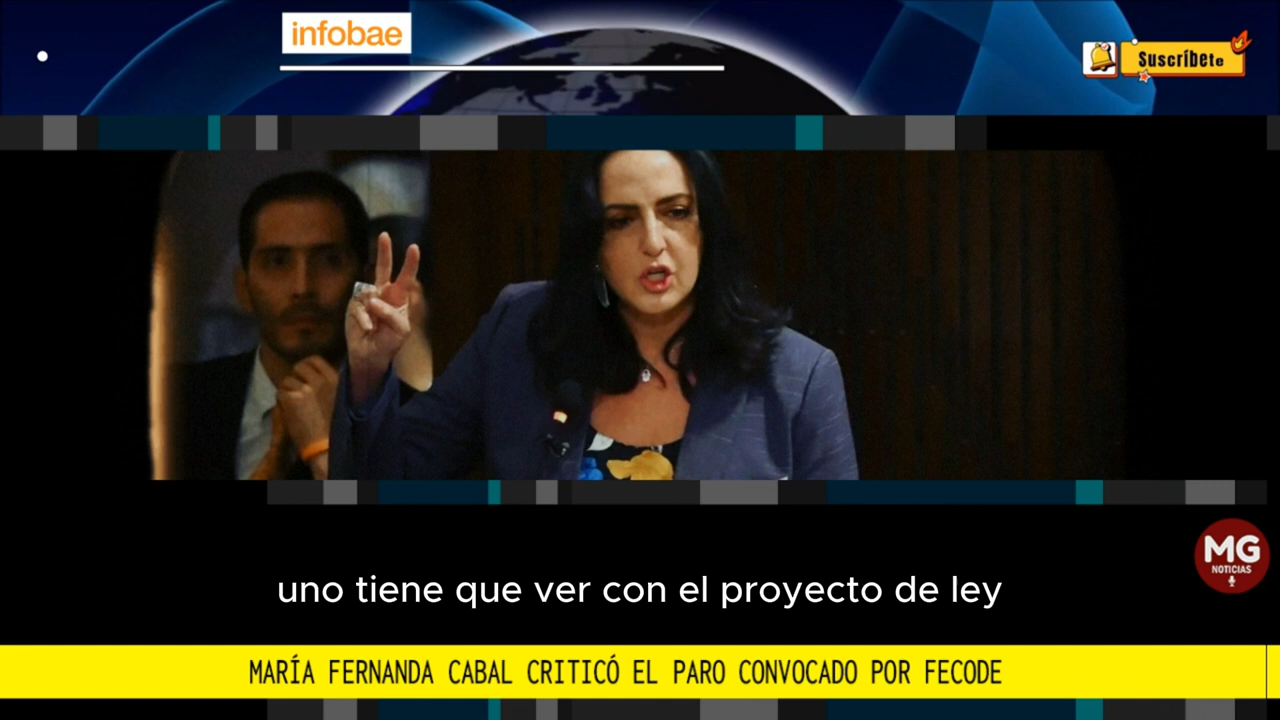 infobae
Suscríbete
uno tiene que ver con el proyecto de ley
MG
NOTICIAS
MARÍA FERNANDA CABAL CRITICÓ EL PARO CONVOCADO POR FECODE